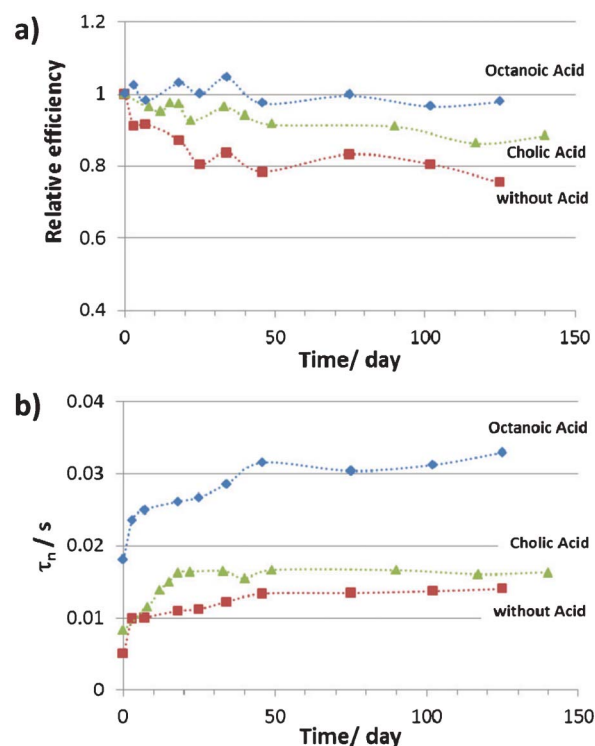 a)
1.2
1
0.8
0.6
0.4
Relative efficiency
Octanoic Acid
Cholic Acid
without Acid
0
50
100
150
Time/ day
b)
0.04
0.03
0.02
0.01
0
τn / s
Octanoic Acid
Cholic Acid
without Acid
0
50
100
150
Time/ day